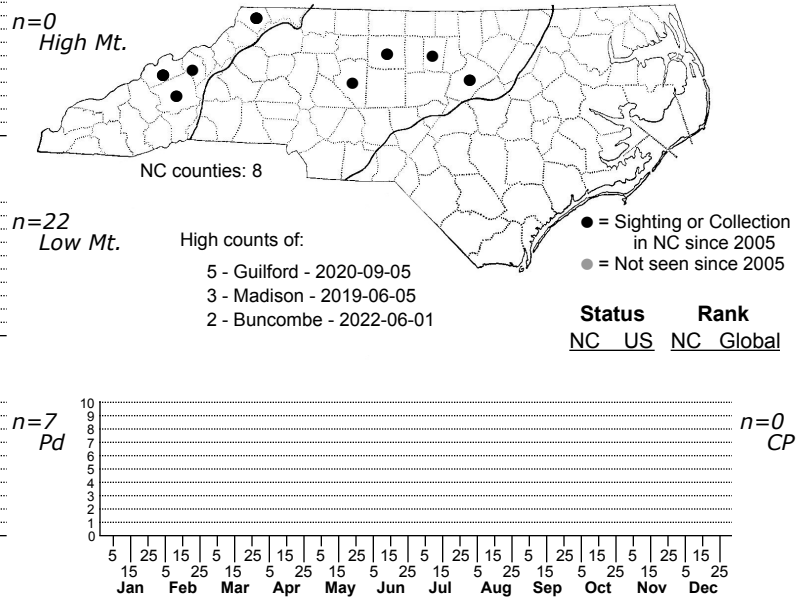 n=0
High Mt.
NC counties: 8
n=22
Low Mt.
High counts of:
5 - Guilford - 2020-09-05
3 - Madison - 2019-06-05
2 - Buncombe - 2022-06-01
= Sighting or Collection
in NC since 2005
= Not seen since 2005
Status Rank
NC US NC Global
n=7
Pd
n=0
CP
10
9
8
7
6
5
4
3
2
1
0
5 25 15 5 25 15 5 25 15 5 25 15 5 25 15 5 25 15
15 5 25 15 5 25 15 5 25 15 5 25 15 5 25 15 5 25
Jan Feb Mar Apr May Jun Jul Aug Sep Oct Nov Dec